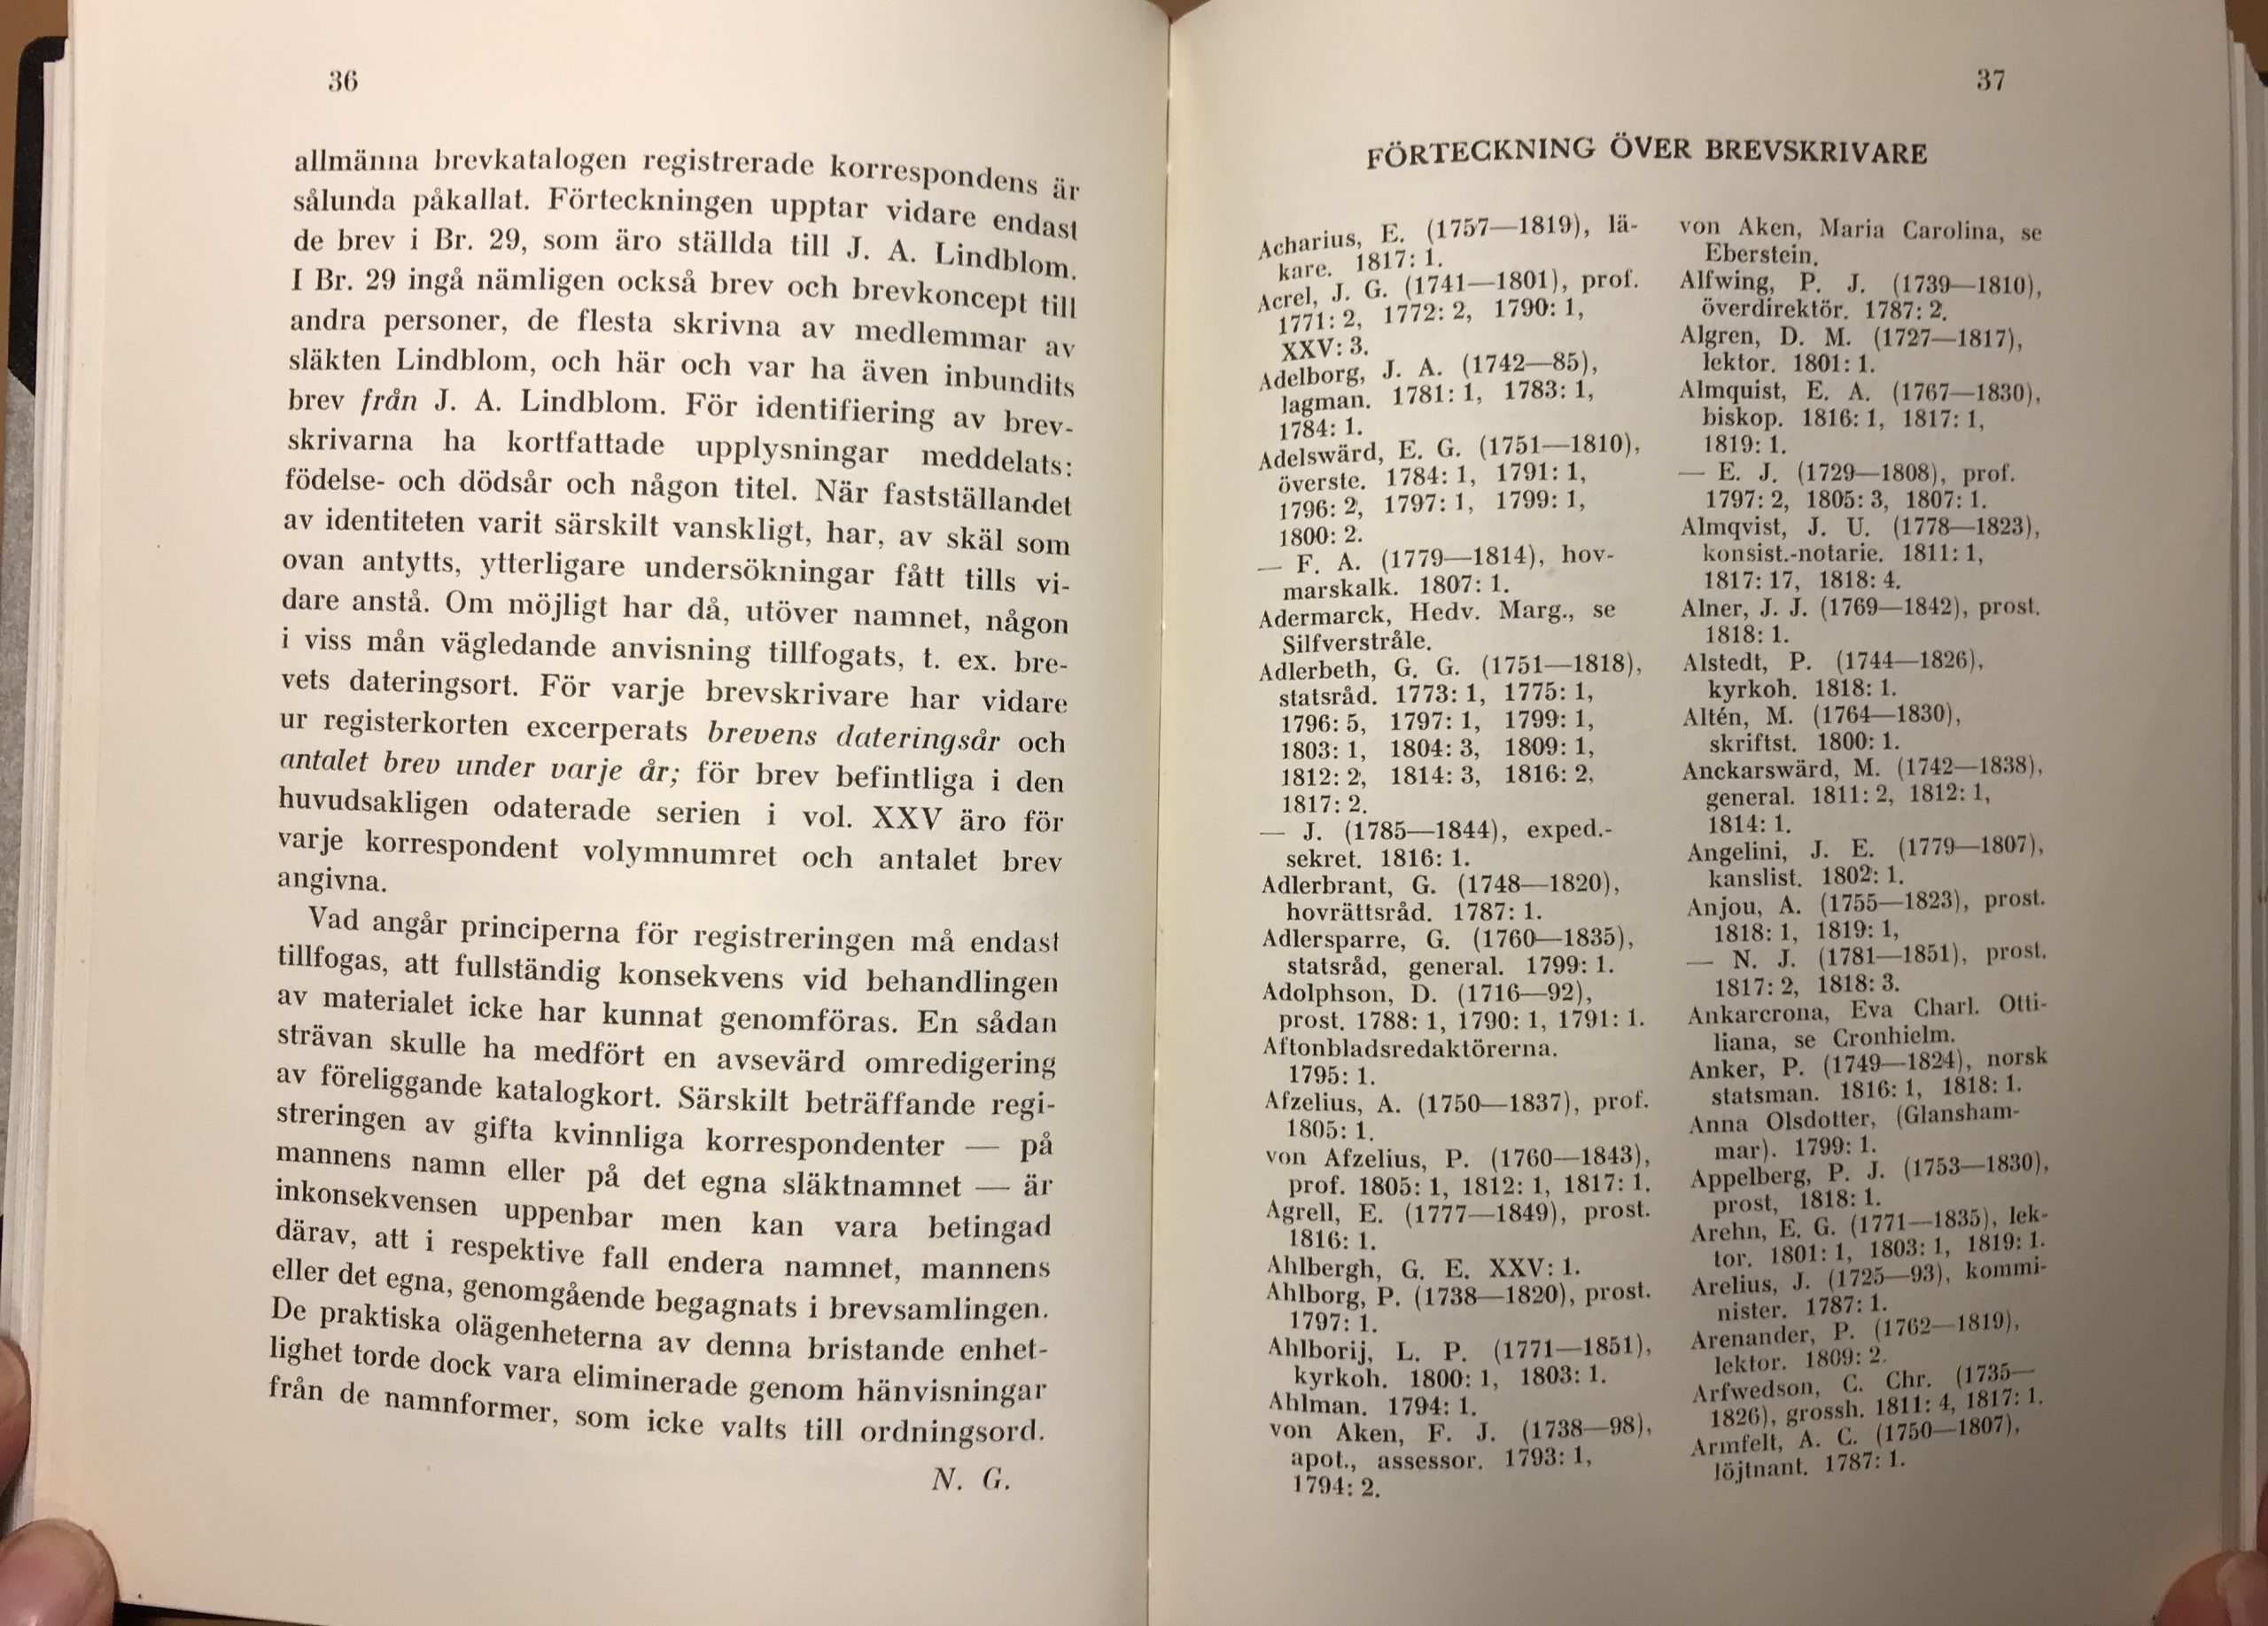 36
allmänna brevkatalogen registrerade korrespondens är
sålunda påkallat. Förteckningen upptar vidare endast
de brev i Br. 29, som äro ställda till J. A. Lindblom.
I Br. 29 ingå nämligen också brev och brevkoncept till
andra personer, de flesta skrivna av medlemmar av
släkten Lindblom, och här och var ha även inbundits
brev från J. A. Lindblom. För identifiering av brev-
skrivarna ha kortfattade upplysningar meddelats:
födelse- och dödsår och någon titel. När fastställandet
av identiteten varit särskilt vanskligt, har, av skäl som
ovan antytts, ytterligare undersökningar fått tills vi-
dare anstå. Om möjligt har då, utöver namnet, någon
i viss mån vägledande anvisning tillfogats, t. ex. bre-
vets dateringsort. För varje brevskrivare har vidare
ur registerkorten excerperats brevens dateringsår och
antalet brev under varje år; för brev befintliga i den
huvudsakligen odaterade serien i vol. XXV äro för
varje korrespondent volymnumret och antalet brev
angivna.
Vad angår principerna för registreringen må endast
tillfogas, att fullständig konsekvens vid behandlingen
av materialet icke har kunnat genomföras. En sådan
strävan skulle ha medfört en avsevärd omredigering
av föreliggande katalogkort. Särskilt beträffande regi-
streringen av gifta kvinnliga korrespondenter — på
mannens namn eller på det egna släktnamnet — är
inkonsekvensen uppenbar men kan vara betingad
därav, att i respektive fall endera namnet, mannens
eller det egna, genomgående begagnats i brevsamlingen.
De praktiska olägenheterna av denna bristande enhet-
lighet torde dock vara eliminerade genom hänvisningar
från de namnformer, som icke valts till ordningsord.
N. G.
37
FÖRTECKNING ÖVER BREVSKRIVARE
Acharius, E. (1757—1819), lä-
kare. 1817: 1.
Acrel, J. G. (1741—1801), prof.
1771: 2, 1772: 2, 1790: 1,
XXV: 3.
Adelborg, J. A. (1742—85),
lagman. 1781: 1, 1783: 1,
1784: 1.
Adelswärd, E. G. (1751—1810),
överste. 1784: 1, 1791: 1,
1796: 2, 1797: 1, 1799: 1,
1800: 2.
— F. A. (1779—1814), hov-
marskalk. 1807: 1.
Adermarck, Hedv. Marg., se
Silfverstråle.
Adlerbeth, G. G. (1751—1818),
statsråd. 1773: 1, 1775: 1,
1796: 5, 1797: 1, 1799: 1,
1803: 1, 1804: 3, 1809: 1,
1812: 2, 1814: 3, 1816: 2,
1817: 2.
— J. (1785—1844), exped.-
sekret. 1816: 1.
Adlerbrant, G. (1748—1820),
hovrättsråd. 1787: 1.
Adlersparre, G. (1760—1835),
statsråd, general. 1799: 1.
Adolphson, D. (1716—92),
prost. 1788: 1, 1790: 1, 1791: 1.
Aftonbladsredaktörerna.
1795: 1.
Afzelius, A. (1750—1837), prof.
1805: 1.
von Afzelius, P. (1760—1843),
prof. 1805: 1, 1812: 1, 1817: 1.
Agrell, E. (1777—1849), prost.
1816: 1.
Ahlbergh, G. E. XXV: 1.
Ahlborg, P. (1738—1820), prost.
1797: 1.
Ahlborij, L. P. (1771—1851),
kyrkoh. 1800: 1, 1803: 1.
Ahlman. 1794: 1.
von Aken, F. J. (1738—98),
apot., assessor. 1793: 1,
1794: 2.
von Aken, Maria Carolina, se
Eberstein.
Alfwing, P. J. (1739—1810),
överdirektör. 1787: 2.
Algren, D. M. (1727—1817),
lektor. 1801: 1.
Almquist, E. A. (1767—1830),
biskop. 1816: 1, 1817: 1,
1819: 1.
— E. J. (1729—1808), prof.
1797: 2, 1805: 3, 1807: 1.
Almqvist, J. U. (1778—1823),
konsist.-notarie. 1811: 1,
1817: 17, 1818: 4.
Alner, J. J. (1769—1842), prost.
1818: 1.
Alstedt, P. (1744—1826),
kyrkoh. 1818: 1.
Altén, M. (1764—1830),
skriftst. 1800: 1.
Anckarswärd, M. (1742—1838),
general. 1811: 2, 1812: 1,
1814: 1.
Angelini, J. E. (1779—1807),
kanslist. 1802: 1.
Anjou, A. (1755—1823), prost.
1818: 1, 1819: 1,
— N. J. (1781—1851), prost.
1817: 2, 1818: 3.
Ankarcrona, Eva Charl. Otti-
liana, se Cronhielm.
Anker, P. (1749—1824), norsk
statsman. 1816: 1, 1818: 1.
Anna Olsdotter, (Glansham-
mar). 1799: 1.
Appelberg, P. J. (1753—1830),
prost, 1818: 1.
Arehn, E. G. (1771—1835), lek-
tor. 1801: 1, 1803: 1, 1819: 1.
Arelius, J. (1725—93), kommi-
nister. 1787: 1.
Arenander, P. (1762—1819),
lektor. 1809: 2.
Arfwedson, C. Chr. (1735—
1826), grossh. 1811: 4, 1817: 1.
Armfelt, A. C. (1750—1807),
löjtnant. 1787: 1.